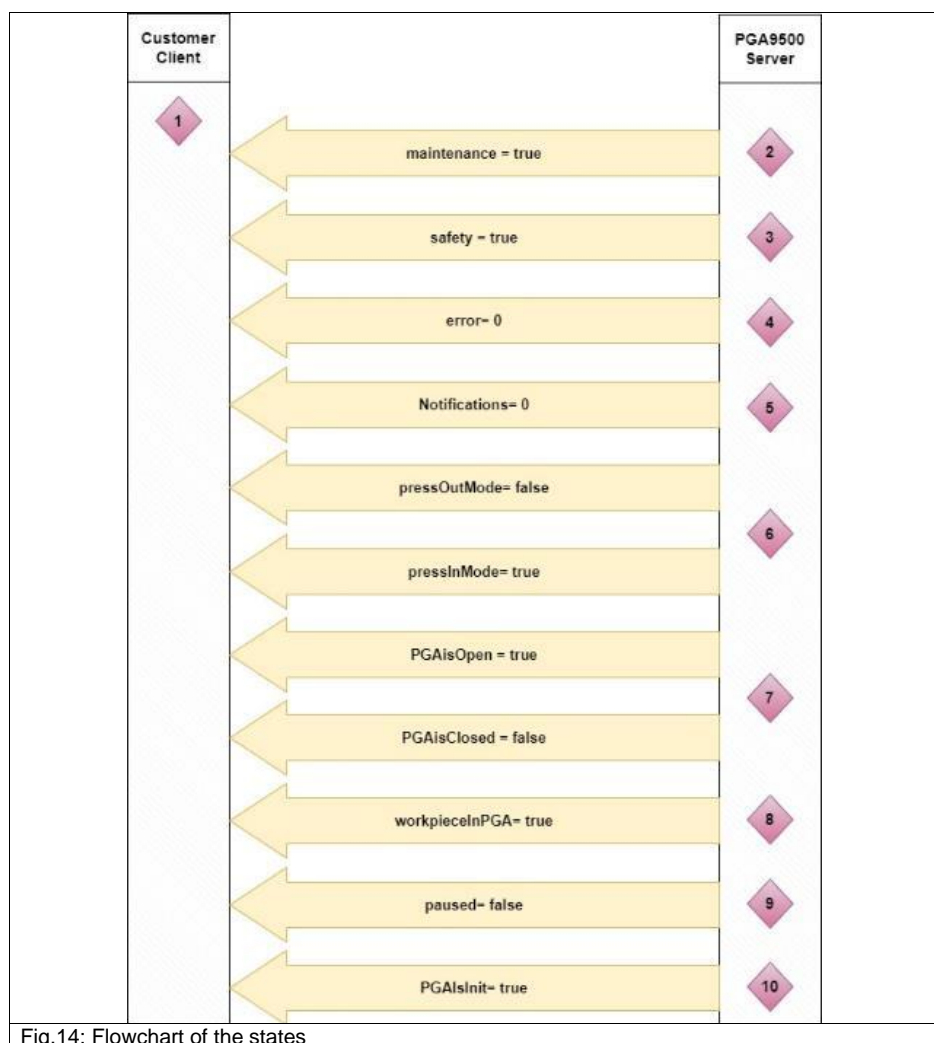 Customer
Client
PGA9500
Server
1
maintenance = true
2
safety = true
3
error= 0
4
Notifications= 0
5
pressOutMode= false
6
pressInMode= true
PGAisOpen = true
7
PGAisClosed = false
workpieceInPGA= true
8
paused= false
9
PGAIsInit= true
10
Fig.14: Flowchart of the states